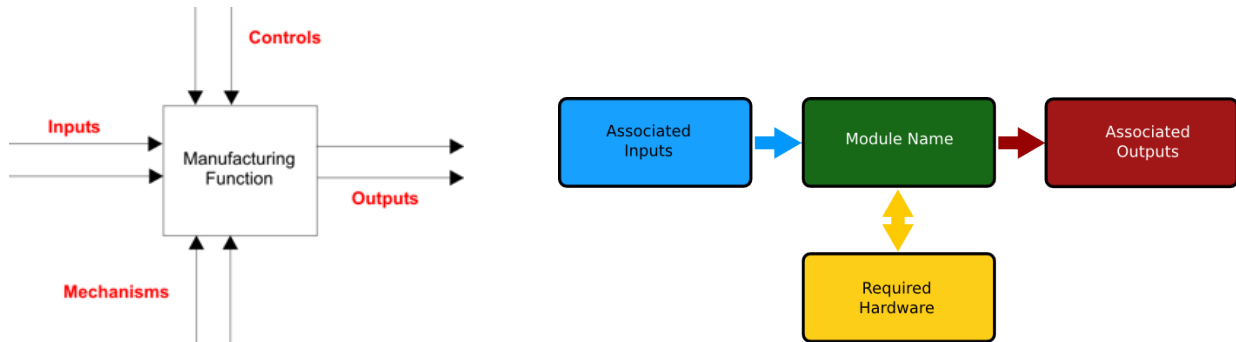 Controls
Inputs
Manufacturing
Function
Outputs
Mechanisms
Associated
Inputs
Module Name
Associated
Outputs
Required
Hardware